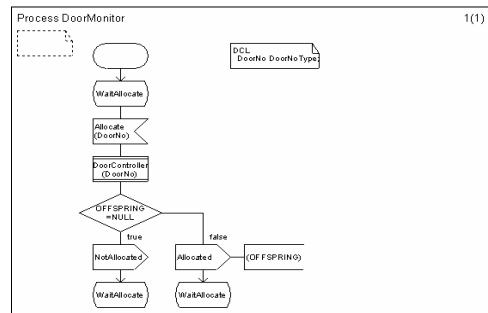 Process DoorMonitor
1(1)
DCL
DoorNo DoorNoType;
WaitAllocate
Allocate
(DoorNo)
DoorController
(DoorNo)
OFFSPRING
=NULL
true
false
NotAllocated
Allocated
(OFFSPRING)
WaitAllocate
WaitAllocate